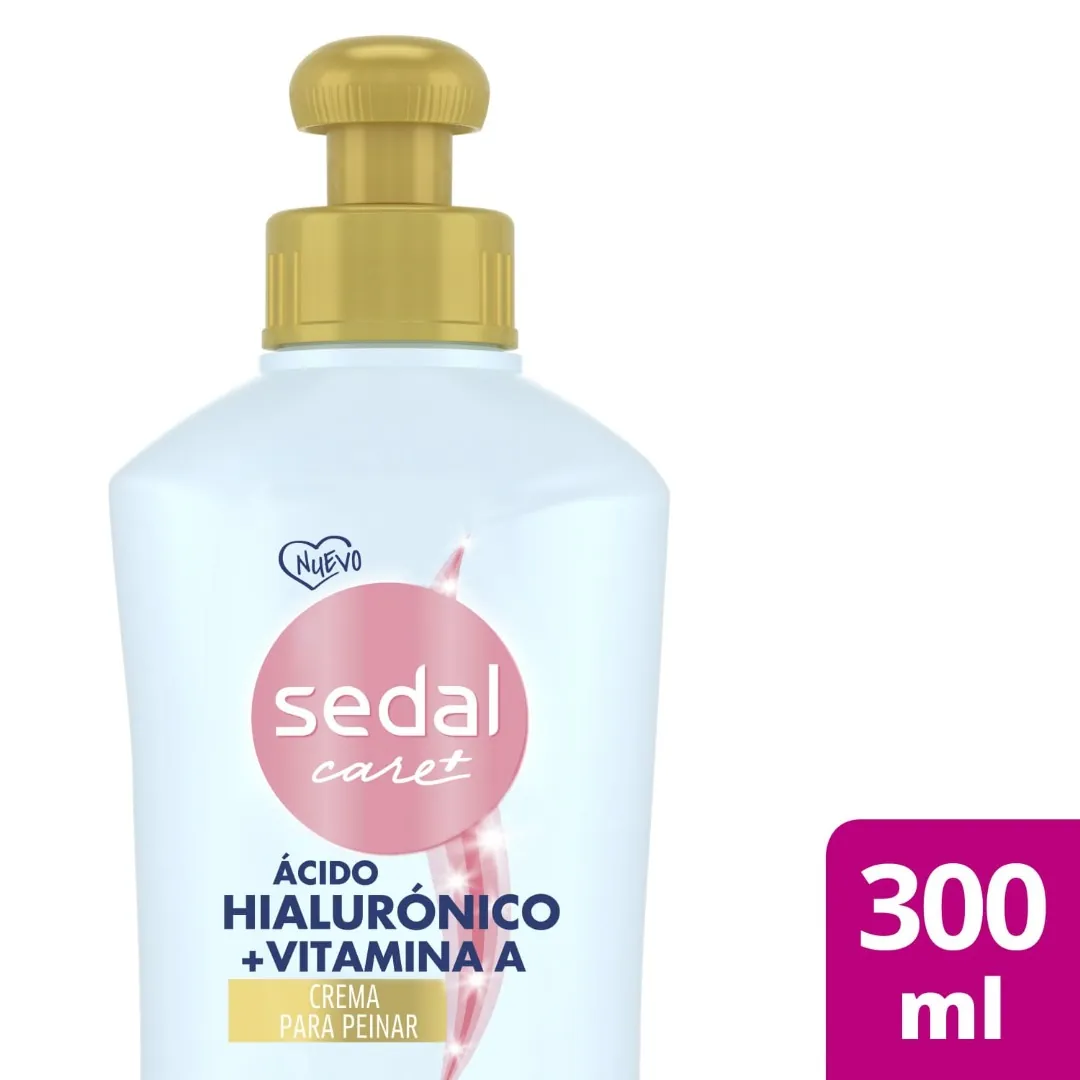 NUEVO
sedal
care+
ÁCIDO
HIALURÓNICO
+VITAMINA A
CREMA
PARA PEINAR
300
ml